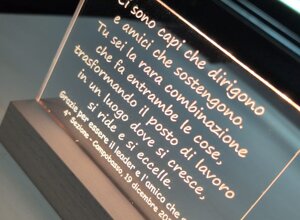 Ci sono capi che dirigono
e amici che sostengono.
Tu sei la rara combinazione
che fa entrambe le cose,
trasformando il posto di lavoro
in un luogo dove si cresce,
si ride e si eccelle.
Grazie per essere il leader e l'amico che
4ª Sezione - Campobasso, 19 dicembre